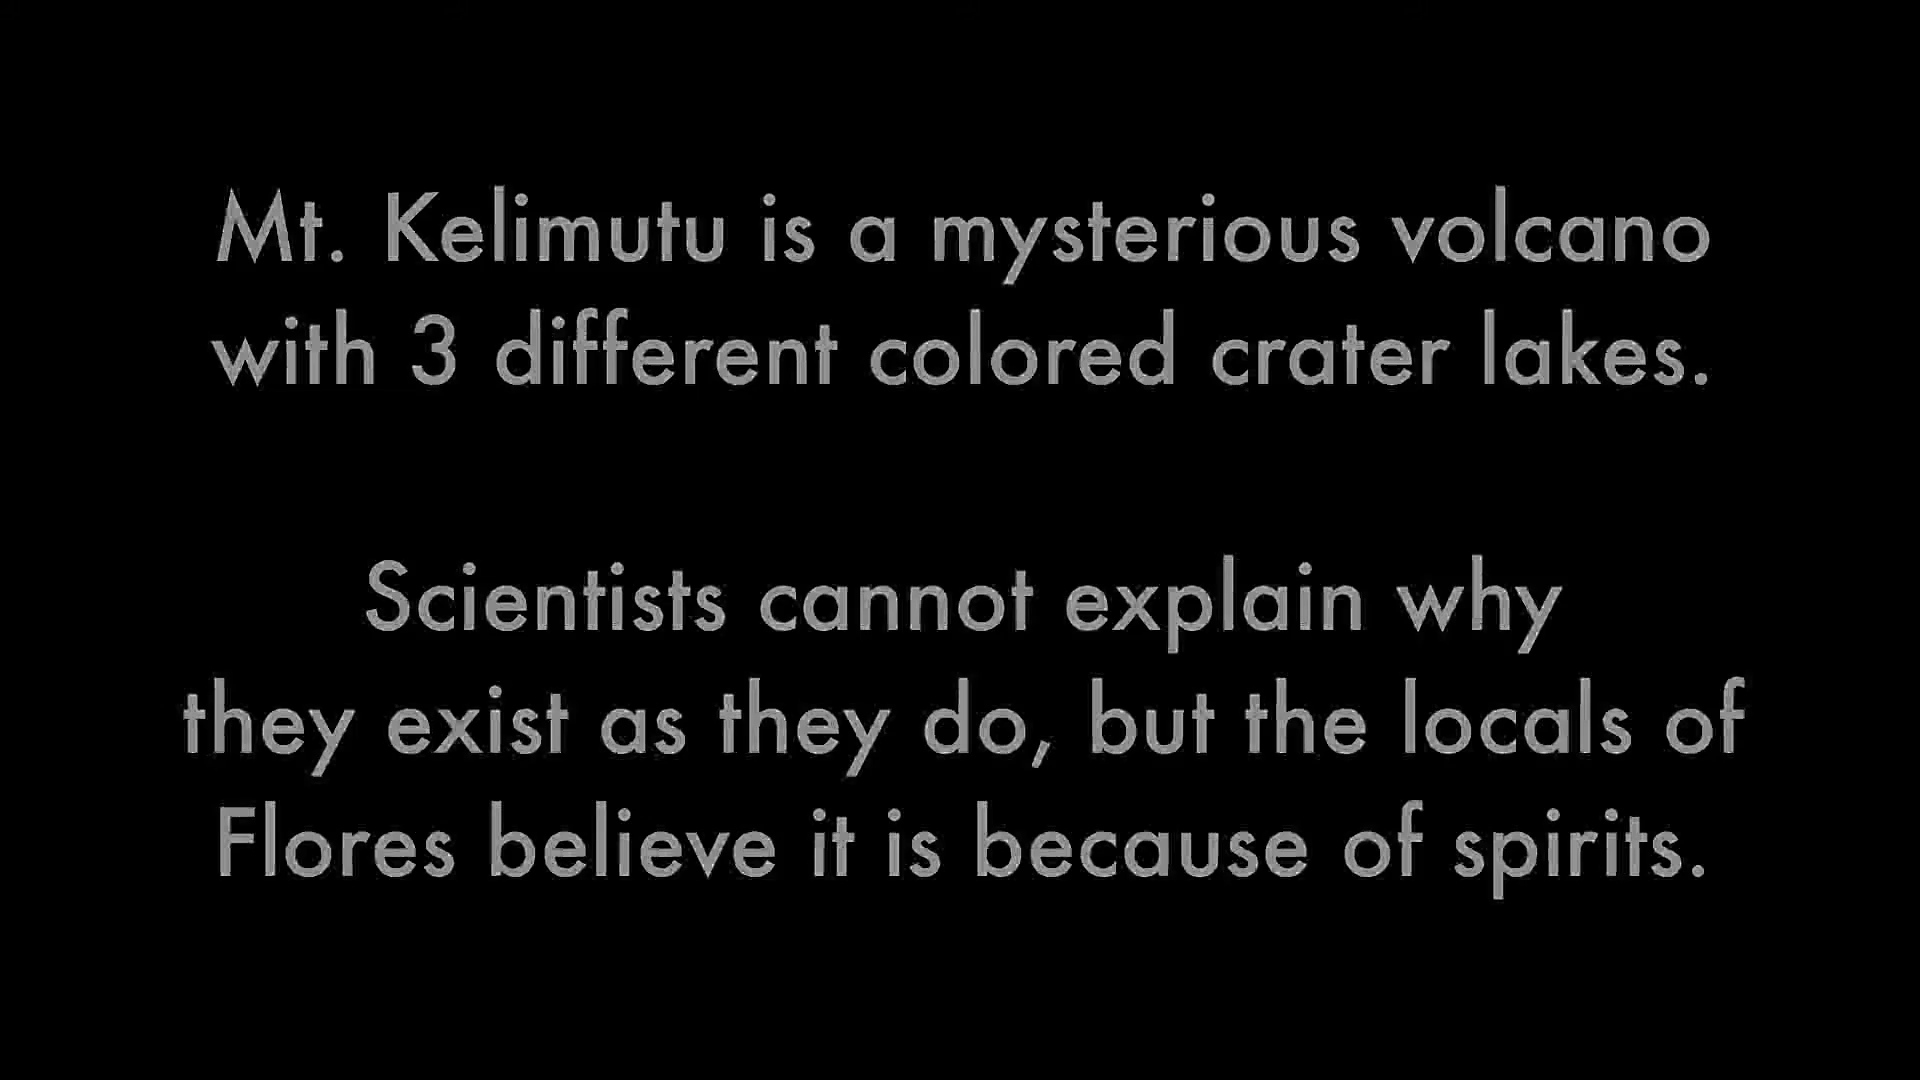 Mt. Kelimutu is a mysterious volcano
with 3 different colored crater lakes.
Scientists cannot explain why
they exist as they do, but the locals of
Flores believe it is because of spirits.